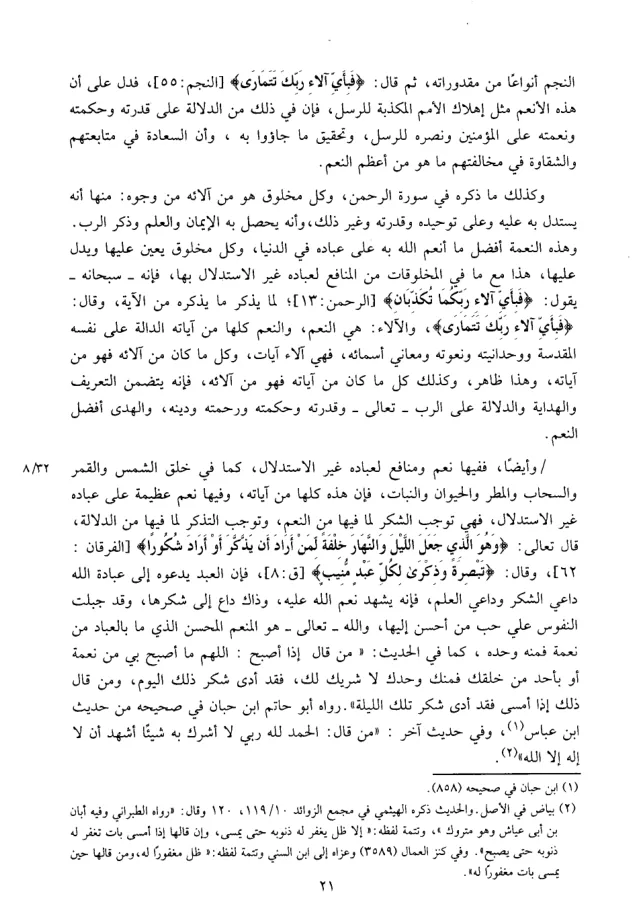 النجم أنواعًا من مقدوراته، ثم قال: ﴿فَبِأَيِّ آلاءِ رَبِّكَ تَتَمَارَى﴾ [النجم:٥٥]، فدل على أن
هذه الأنعم مثل إهلاك الأمم المكذبة للرسل، فإن في ذلك من الدلالة على قدرته وحكمته
ونعمته على المؤمنين ونصره للرسل، وتحقيق ما جاؤوا به ، وأن السعادة في متابعتهم
والشقاوة في مخالفتهم ما هو من أعظم النعم.
وكذلك ما ذكره في سورة الرحمن، وكل مخلوق هو من آلائه من وجوه: منها أنه
يستدل به عليه وعلى توحيده وقدرته وغير ذلك،وأنه يحصل به الإيمان والعلم وذكر الرب.
وهذه النعمة أفضل ما أنعم الله به على عباده في الدنيا، وكل مخلوق يعين عليها ويدل
عليها، هذا مع ما في المخلوقات من المنافع لعباده غير الاستدلال بها، فإنه ـ سبحانه ـ
يقول: ﴿فَبِأَيِّ آلاءِ رَبِّكُمَا تُكَذِّبَانِ﴾ [الرحمن:١٣]؛ لما يذكر ما يذكره من الآية، وقال:
﴿فَبِأَيِّ آلاءِ رَبِّكَ تَتَمَارَى﴾، والآلاء: هي النعم، والنعم كلها من آياته الدالة على نفسه
المقدسة ووحدانيته ونعوته ومعاني أسمائه، فهي آلاء آيات، وكل ما كان من آلائه فهو من
آياته، وهذا ظاهر، وكذلك كل ما كان من آياته فهو من آلائه، فإنه يتضمن التعريف
والهداية والدلالة على الرب ـ تعالى ـ وقدرته وحكمته ورحمته ودينه، والهدى أفضل
النعم.
/ وأيضًا، ففيها نعم ومنافع لعباده غير الاستدلال، كما في خلق الشمس والقمر ٨/٣٢
والسحاب والمطر والحيوان والنبات، فإن هذه كلها من آياته، وفيها نعم عظيمة على عباده
غير الاستدلال، فهي توجب الشكر لما فيها من النعم، وتوجب التذكر لما فيها من الدلالة،
قال تعالى: ﴿وَهُوَ الَّذِي جَعَلَ اللَّيْلَ وَالنَّهَارَ خِلْفَةً لِّمَنْ أَرَادَ أَن يَذَّكَّرَ أَوْ أَرَادَ شُكُورًا﴾ [الفرقان :
٦٢]، وقال: ﴿تَبْصِرَةً وَذِكْرَىٰ لِكُلِّ عَبْدٍ مُّنِيبٍ﴾ [ق:٨]، فإن العبد يدعوه إلى عبادة الله
داعي الشكر وداعي العلم، فإنه يشهد نعم الله عليه، وذاك داع إلى شكرها، وقد جبلت
النفوس علي حب من أحسن إليها، والله ـ تعالى ـ هو المنعم المحسن الذي ما بالعباد من
نعمة فمنه وحده ، كما في الحديث: « من قال إذا أصبح : اللهم ما أصبح بي من نعمة
أو بأحد من خلقك فمنك وحدك لا شريك لك، فقد أدى شكر ذلك اليوم، ومن قال
ذلك إذا أمسى فقد أدى شكر تلك الليلة».رواه أبو حاتم ابن حبان في صحيحه من حديث
ابن عباس(١)، وفي حديث آخر : «من قال: الحمد لله ربي لا أشرك به شيئًا أشهد أن لا
إله إلا الله»(٢).
(١) ابن حبان في صحيحه (٨٥٨).
(٢) بياض في الأصل.والحديث ذكره الهيثمي في مجمع الزوائد ١١٩/١٠، ١٢٠ وقال: «رواه الطبراني وفيه أبان
بن أبى عياش وهو متروك »، وتتمة لفظه:« إلا ظل يغفر له ذنوبه حتى يمسى، وإن قالها إذا أمسى بات تغفر له
ذنوبه حتى يصبح». وفي كنز العمال (٣٥٨٩) وعزاه إلى ابن السني وتتمة لفظه:« ظل مغفورًا له،ومن قالها حين
يمسى بات مغفورًا له».
٢١